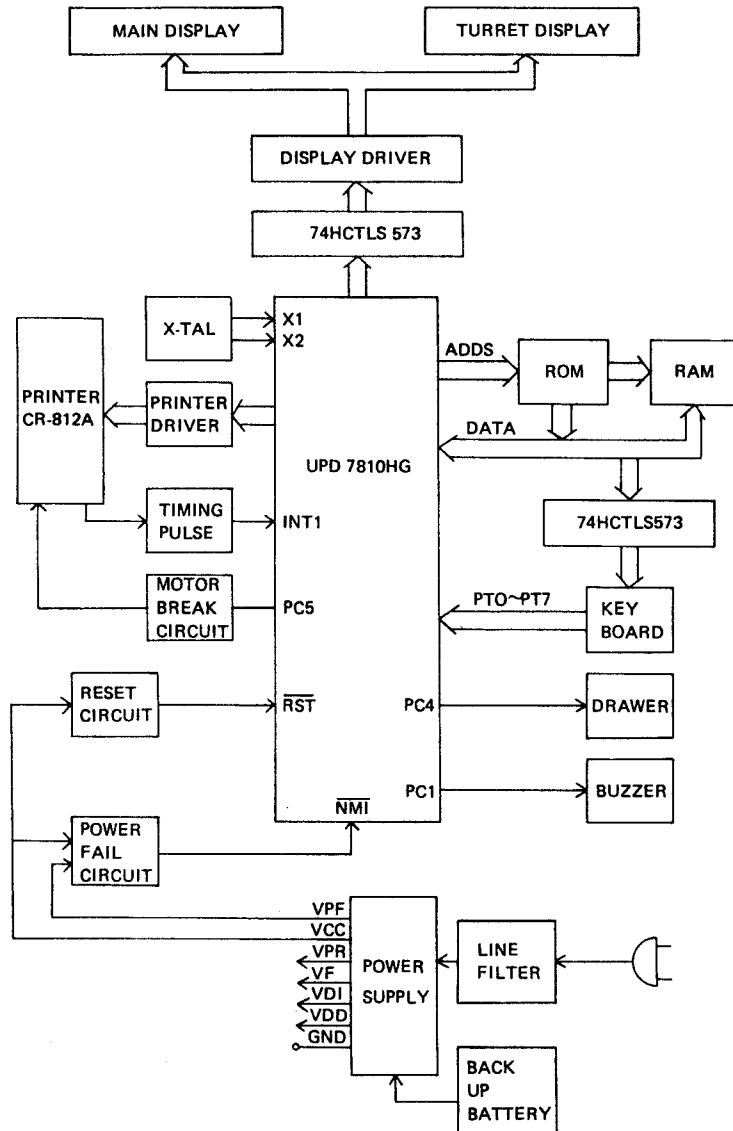 MAIN DISPLAY
TURRET DISPLAY
DISPLAY DRIVER
74HCTLS 573
X-TAL
X1
X2
PRINTER
CR-812A
PRINTER
DRIVER
UPD 7810HG
ADDS
ROM
RAM
DATA
TIMING
PULSE
INT1
74HCTLS573
MOTOR
BREAK
CIRCUIT
PC5
PTO~PT7
KEY
BOARD
RESET
CIRCUIT
RST
PC4
DRAWER
PC1
BUZZER
NMI
POWER
FAIL
CIRCUIT
VPF
VCC
VPR
VF
VDI
VDD
GND
POWER
SUPPLY
LINE
FILTER
BACK
UP
BATTERY